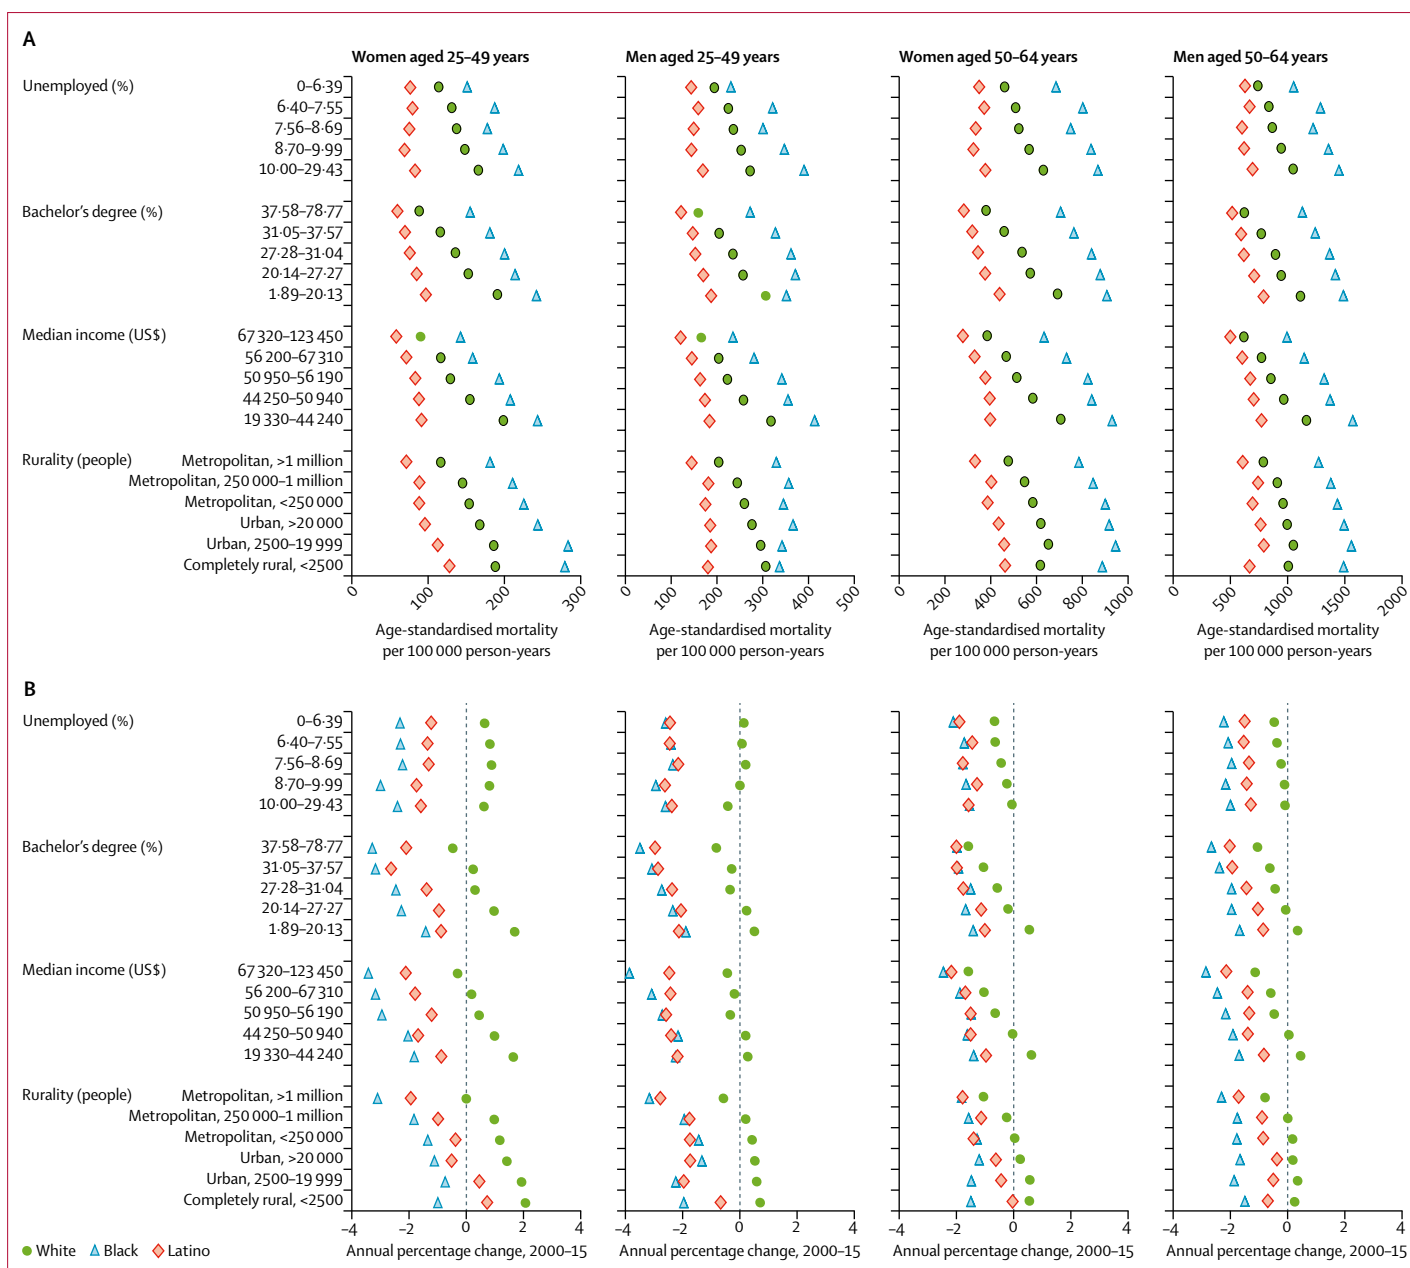 A
Women aged 25–49 years
Men aged 25–49 years
Women aged 50–64 years
Men aged 50–64 years
Unemployed (%)
0–6·39
6·40–7·55
7·56–8·69
8·70–9·99
10·00–29·43
Bachelor's degree (%)
37·58–78·77
31·05–37·57
27·28–31·04
20·14–27·27
1·89–20·13
Median income (US$)
67 320–123 450
56 200–67 310
50 950–56 190
44 250–50 940
19 330–44 240
Rurality (people)
Metropolitan, >1 million
Metropolitan, 250 000–1 million
Metropolitan, <250 000
Urban, >20 000
Urban, 2500–19 999
Completely rural, <2500
0 100 200 300
0 100 200 300 400 500
0 200 400 600 800 1000
0 500 1000 1500 2000
Age-standardised mortality
per 100 000 person-years
Age-standardised mortality
per 100 000 person-years
Age-standardised mortality
per 100 000 person-years
Age-standardised mortality
per 100 000 person-years
B
Unemployed (%)
0–6·39
6·40–7·55
7·56–8·69
8·70–9·99
10·00–29·43
Bachelor's degree (%)
37·58–78·77
31·05–37·57
27·28–31·04
20·14–27·27
1·89–20·13
Median income (US$)
67 320–123 450
56 200–67 310
50 950–56 190
44 250–50 940
19 330–44 240
Rurality (people)
Metropolitan, >1 million
Metropolitan, 250 000–1 million
Metropolitan, <250 000
Urban, >20 000
Urban, 2500–19 999
Completely rural, <2500
–4 –2 0 2 4
–4 –2 0 2 4
–4 –2 0 2 4
–4 –2 0 2 4
Annual percentage change, 2000–15
Annual percentage change, 2000–15
Annual percentage change, 2000–15
Annual percentage change, 2000–15
White Black Latino